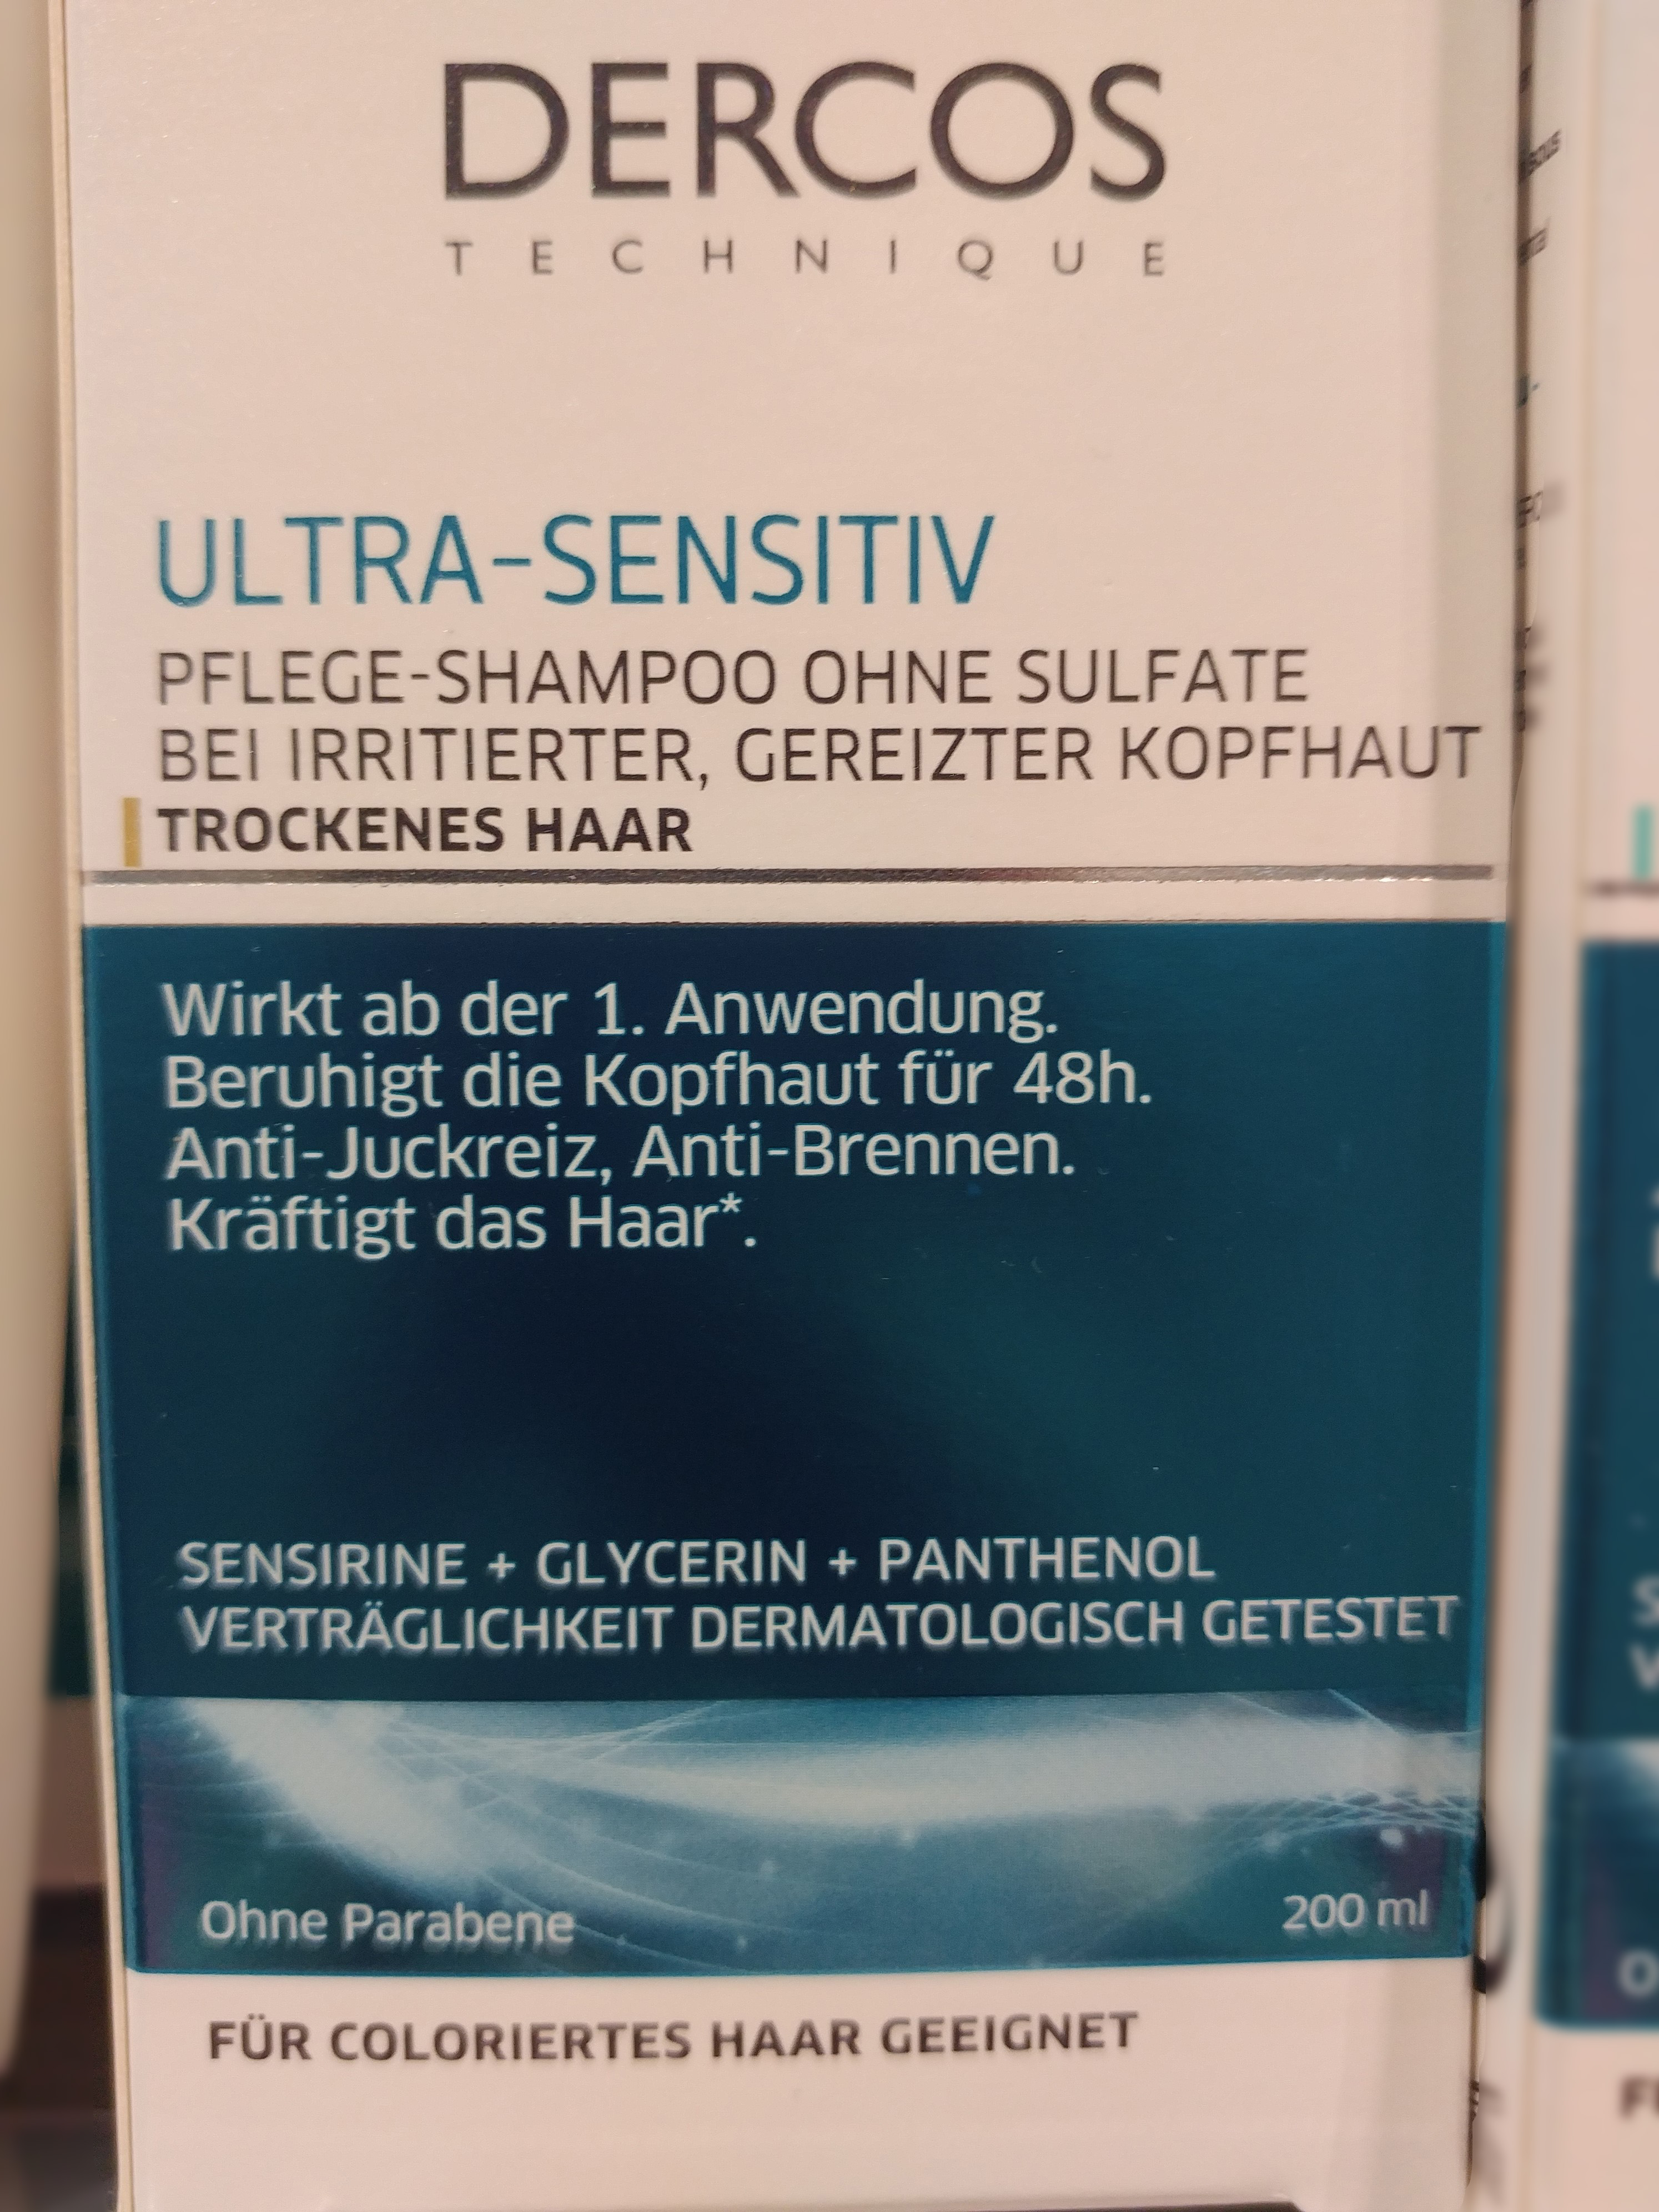 DERCOS
TECHNIQUE
ULTRA-SENSITIV
PFLEGE-SHAMPOO OHNE SULFATE
BEI IRRITIERTER, GEREIZTER KOPFHAUT
TROCKENES HAAR
Wirkt ab der 1. Anwendung.
Beruhigt die Kopfhaut für 48h.
Anti-Juckreiz, Anti-Brennen.
Kräftigt das Haar*.
SENSIRINE + GLYCERIN + PANTHENOL
VERTRÄGLICHKEIT DERMATOLOGISCH GETESTET
Ohne Parabene
200 ml
FÜR COLORIERTES HAAR GEEIGNET